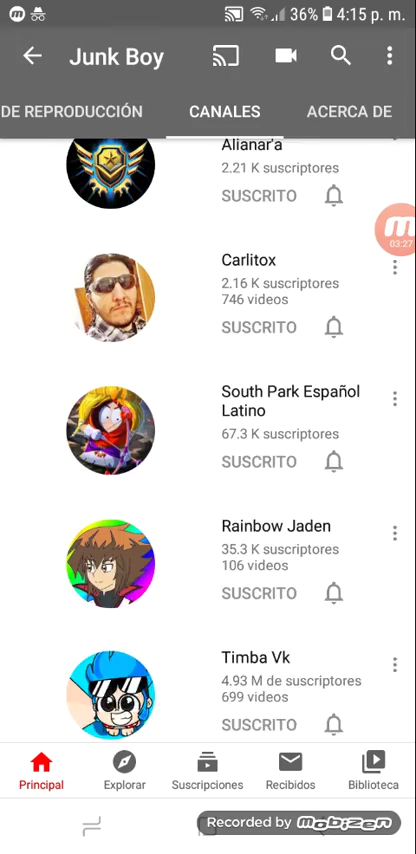 36% 4:15 p. m.
Junk Boy
DE REPRODUCCIÓN CANALES ACERCA DE
Alianar'a
2.21 K suscriptores
SUSCRITO
03:27
Carlitox
2.16 K suscriptores
746 videos
SUSCRITO
South Park Español
Latino
67.3 K suscriptores
SUSCRITO
Rainbow Jaden
35.3 K suscriptores
106 videos
SUSCRITO
Timba Vk
4.93 M de suscriptores
699 videos
SUSCRITO
Principal Explorar Suscripciones Recibidos Biblioteca
Recorded by MOBIZEN